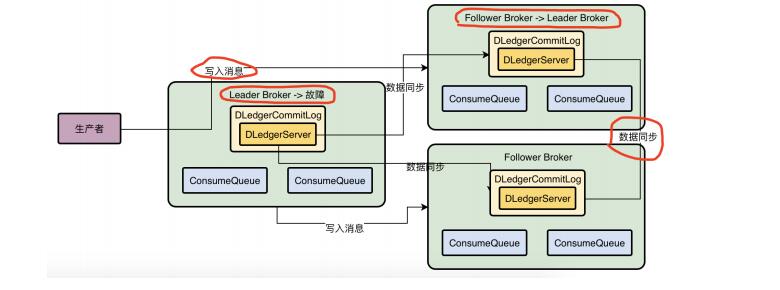 Follower Broker -> Leader Broker
DLedgerCommitLog
DLedgerServer
ConsumeQueue
ConsumeQueue
写入消息
数据同步
Leader Broker -> 故障
DLedgerCommitLog
DLedgerServer
ConsumeQueue
ConsumeQueue
生产者
数据同步
Follower Broker
数据同步
DLedgerCommitLog
DLedgerServer
ConsumeQueue
ConsumeQueue
写入消息